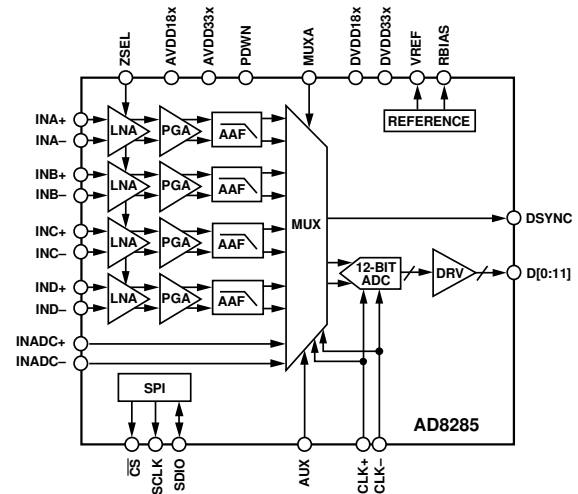 ZSEL
AVDD18x
AVDD33x
PDWN
MUXA
DVDD18x
DVDD33x
VREF
RBIAS
REFERENCE
INA+
INA–
LNA
PGA
AAF
INB+
INB–
LNA
PGA
AAF
INC+
INC–
LNA
PGA
AAF
IND+
IND–
LNA
PGA
AAF
MUX
DSYNC
12-BIT
ADC
DRV
D[0:11]
INADC+
INADC–
SPI
AD8285
CS
SCLK
SDIO
AUX
CLK+
CLK–